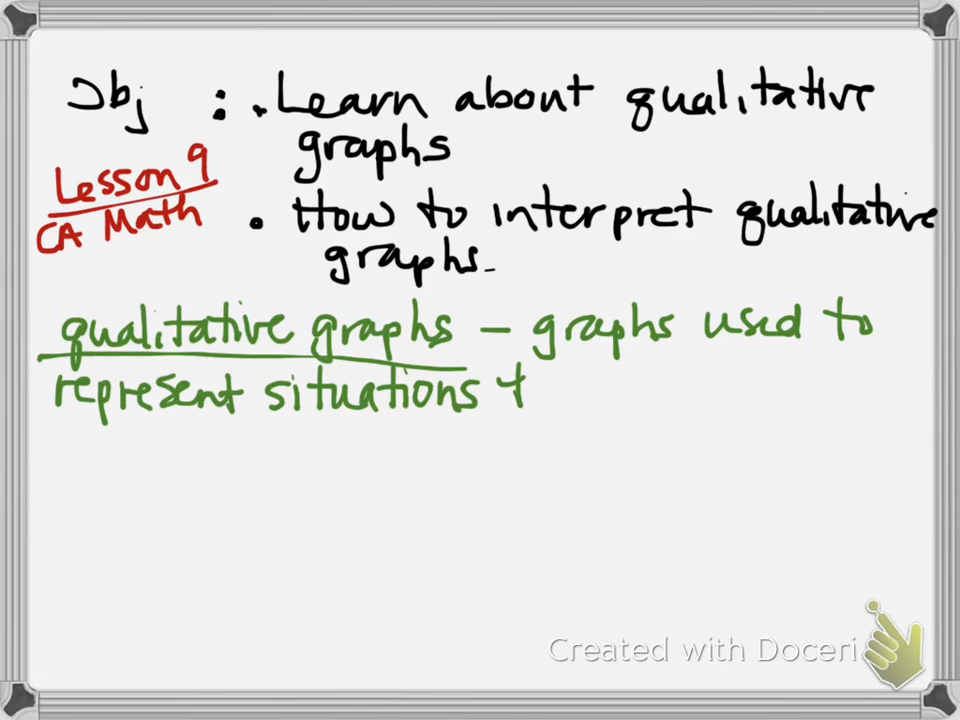 Obj : . Learn about qualitative
graphs
Lesson 9
CA Math
. How to interpret qualitative
graphs.
qualitative graphs - graphs used to
represent situations t
Created with Doceri